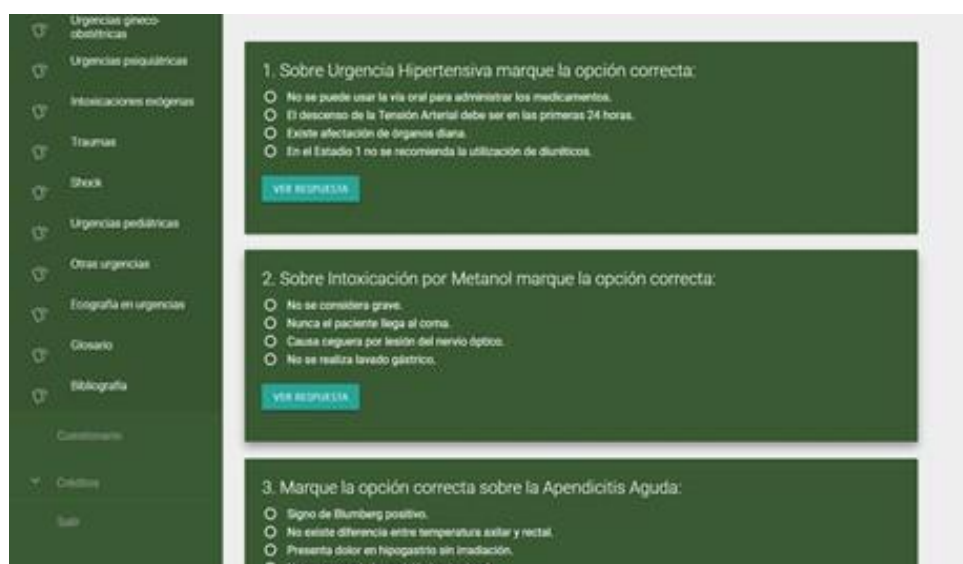 Urgencias gineco-
obstétricas
Urgencias psiquiátricas
Intoxicaciones exógenas
Traumas
Shock
Urgencias pediátricas
Otras urgencias
Ecografía en urgencias
Glosario
Bibliografía
Cuestionario
Créditos
Salir
1. Sobre Urgencia Hipertensiva marque la opción correcta:
No se puede usar la vía oral para administrar los medicamentos.
El descenso de la Tensión Arterial debe ser en las primeras 24 horas.
Existe afectación de órganos diana.
En el Estadio 1 no se recomienda la utilización de diuréticos.
VER RESPUESTA
2. Sobre Intoxicación por Metanol marque la opción correcta:
No se considera grave.
Nunca el paciente llega al coma.
Causa ceguera por lesión del nervio óptico.
No se realiza lavado gástrico.
VER RESPUESTA
3. Marque la opción correcta sobre la Apendicitis Aguda:
Signo de Blumberg positivo.
No existe diferencia entre temperatura axilar y rectal.
Presenta dolor en hipogastrio sin irradiación.